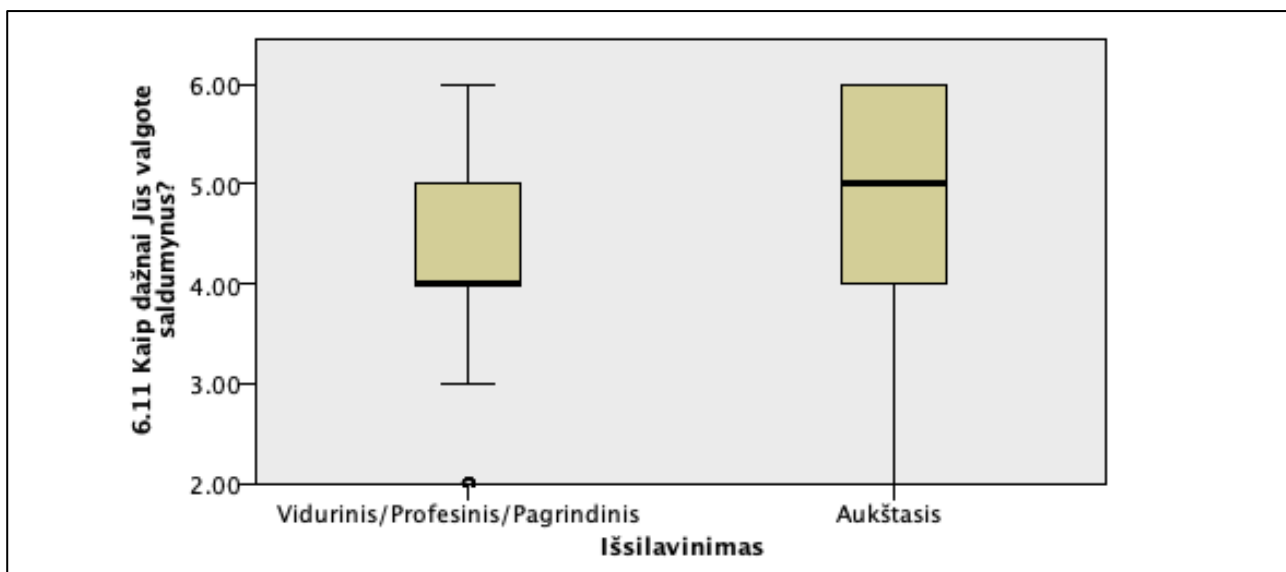 6.11 Kaip dažnai Jūs valgote
saldumynus?
6.00
5.00
4.00
3.00
2.00
Vidurinis/Profesinis/Pagrindinis
Aukštasis
Išsilavinimas